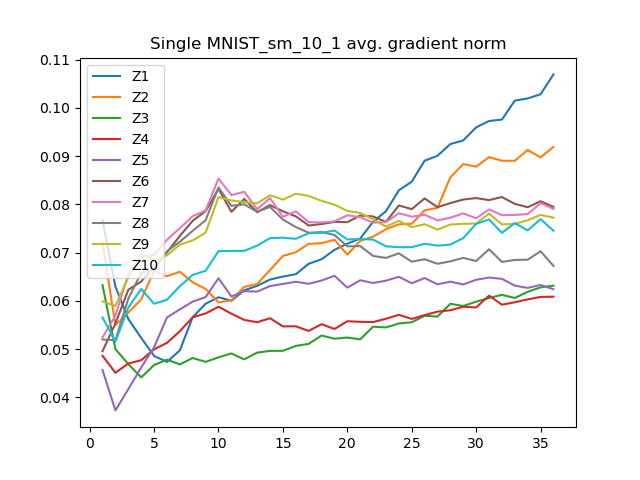 Single MNIST_sm_10_1 avg. gradient norm
0.11
0.10
0.09
0.08
0.07
0.06
0.05
0.04
Z1
Z2
Z3
Z4
Z5
Z6
Z7
Z8
Z9
Z10
0 5 10 15 20 25 30 35